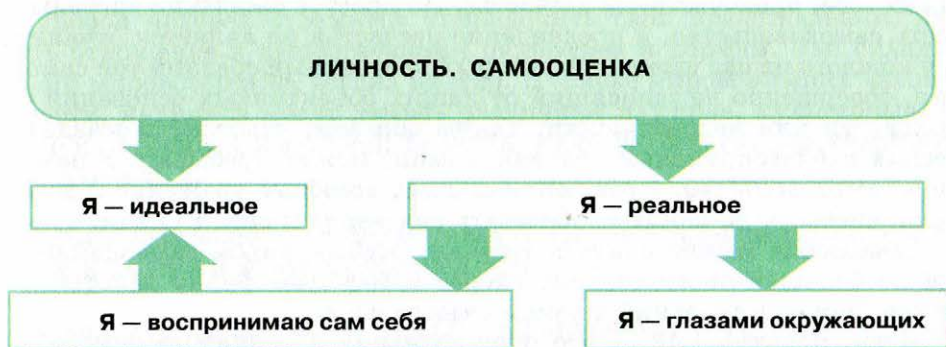 ЛИЧНОСТЬ. САМООЦЕНКА
Я — идеальное
Я — реальное
Я — воспринимаю сам себя
Я — глазами окружающих